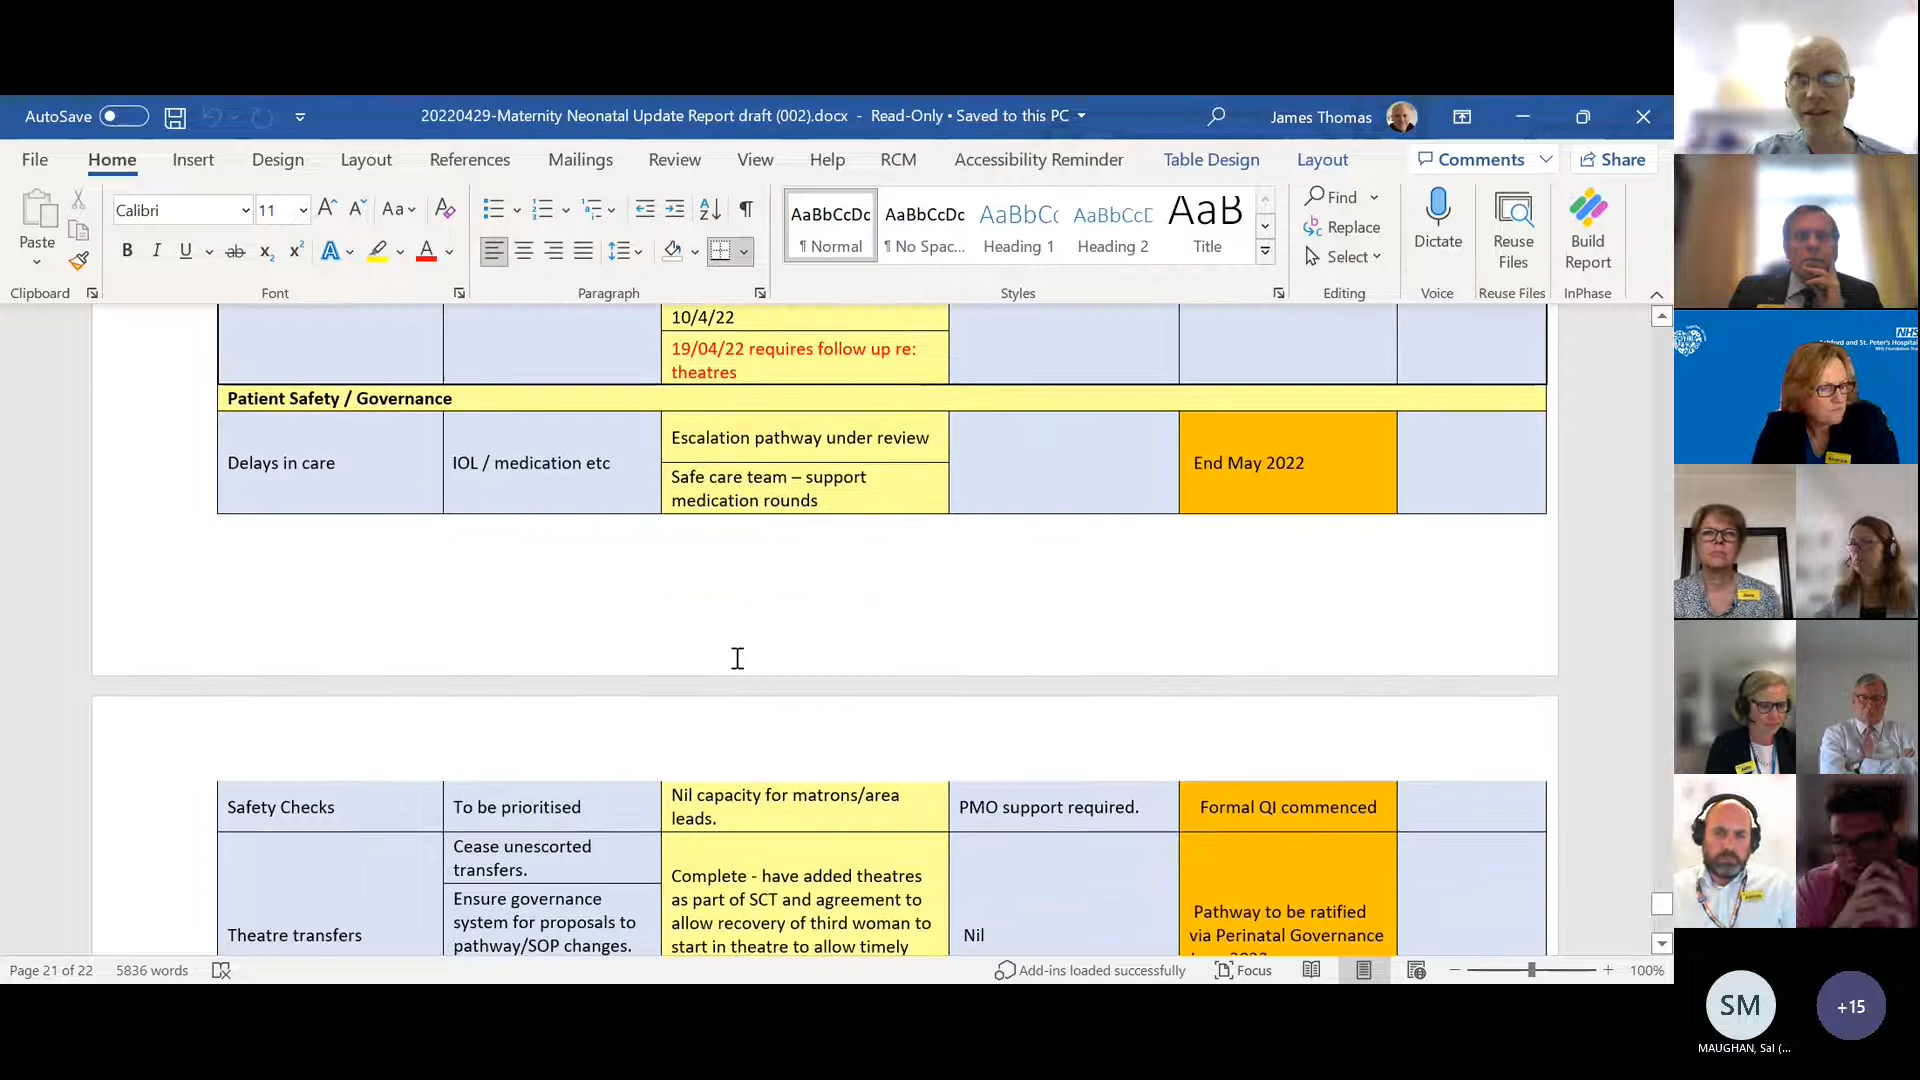 AutoSave
20220429-Maternity Neonatal Update Report draft (002).docx - Read-Only • Saved to this PC
James Thomas
File Home Insert Design Layout References Mailings Review View Help RCM Accessibility Reminder Table Design Layout Comments Share
Calibri 11
Paste
Clipboard
Font
Paragraph
AaBbCcDc AaBbCcDc AaBbCc AaBbCcD AaB
¶ Normal ¶ No Spac... Heading 1 Heading 2 Title
Styles
Find
Replace
Select
Editing
Dictate
Voice
Reuse Files
Reuse Files
Build Report
InPhase
10/4/22
19/04/22 requires follow up re:
theatres
Patient Safety / Governance
Delays in care
IOL / medication etc
Escalation pathway under review
Safe care team – support
medication rounds
End May 2022
Safety Checks
To be prioritised
Nil capacity for matrons/area
leads.
PMO support required.
Formal QI commenced
Theatre transfers
Cease unescorted
transfers.
Ensure governance
system for proposals to
pathway/SOP changes.
Complete - have added theatres
as part of SCT and agreement to
allow recovery of third woman to
start in theatre to allow timely
Nil
Pathway to be ratified
via Perinatal Governance
Page 21 of 22 5836 words
Add-ins loaded successfully Focus 100%
NHS
St. Peter's Hospital
SM
+15
MAUGHAN, Sal (...